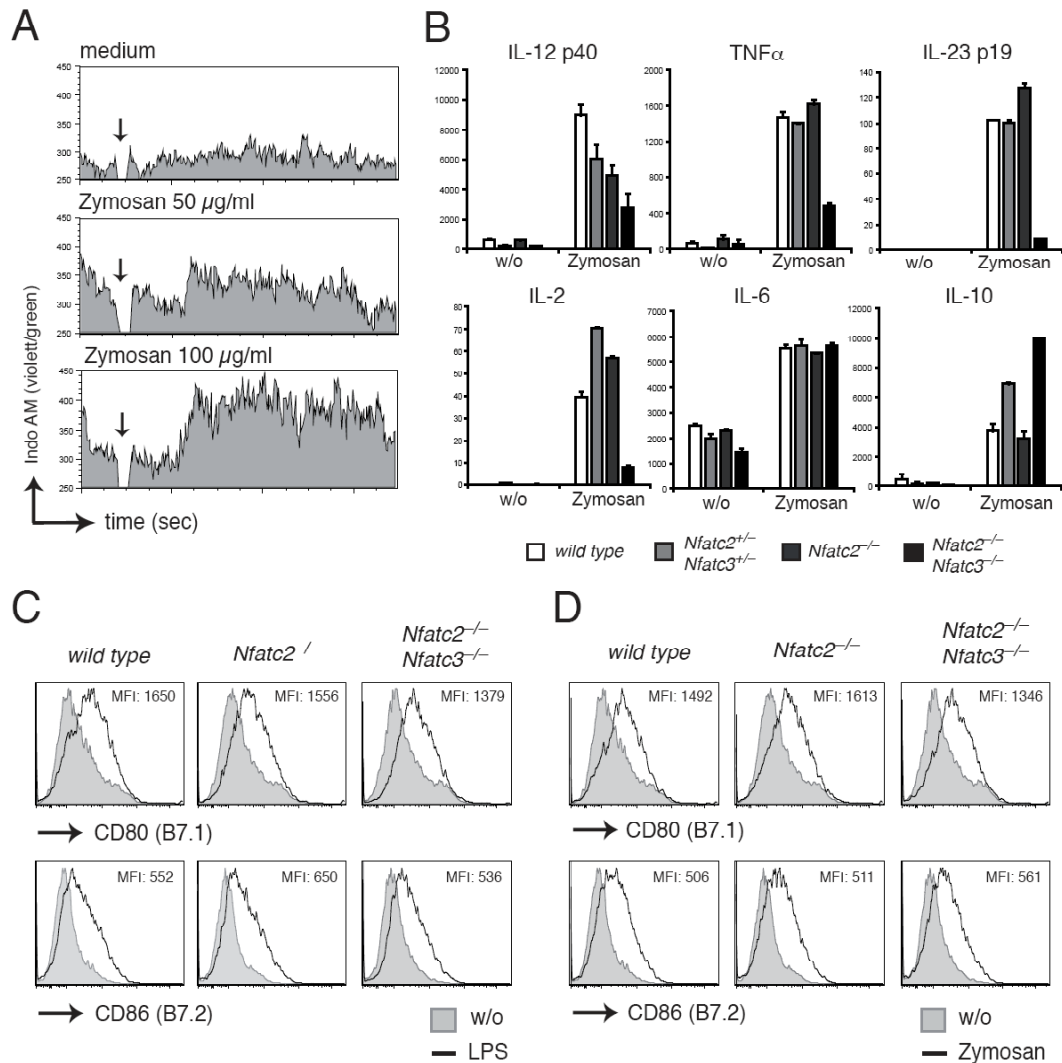 A
medium
450
400
350
300
250
Zymosan 50 µg/ml
450
400
350
300
250
Zymosan 100 µg/ml
450
400
350
300
250
Indo AM (violett/green)
time (sec)
B
IL-12 p40
12000
10000
8000
6000
4000
2000
0
w/o Zymosan
TNFα
2000
1600
1200
800
400
0
w/o Zymosan
IL-23 p19
140
120
100
80
60
40
20
0
w/o Zymosan
IL-2
80
70
60
50
40
30
20
10
0
w/o Zymosan
IL-6
7000
6000
5000
4000
3000
2000
1000
0
w/o Zymosan
IL-10
12000
10000
8000
6000
4000
2000
0
w/o Zymosan
wild type
Nfatc2+/–
Nfatc3+/–
Nfatc2–/–
Nfatc2–/–
Nfatc3–/–
C
wild type
Nfatc2 /
Nfatc2–/–
Nfatc3–/–
MFI: 1650
MFI: 1556
MFI: 1379
CD80 (B7.1)
MFI: 552
MFI: 650
MFI: 536
CD86 (B7.2)
w/o
LPS
D
wild type
Nfatc2–/–
Nfatc2–/–
Nfatc3–/–
MFI: 1492
MFI: 1613
MFI: 1346
CD80 (B7.1)
MFI: 506
MFI: 511
MFI: 561
CD86 (B7.2)
w/o
Zymosan